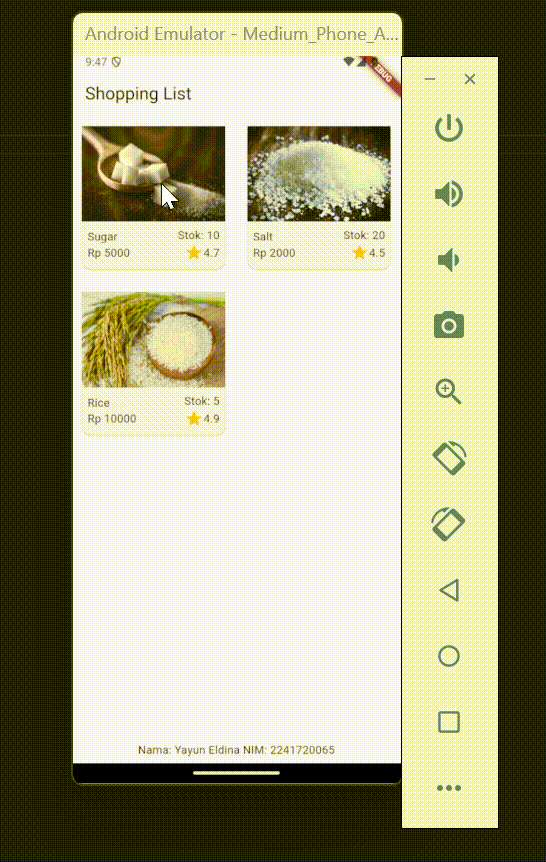 Android Emulator - Medium_Phone_A...
9:47
DEBUG
Shopping List
Sugar
Stok: 10
Rp 5000
4.7
Salt
Stok: 20
Rp 2000
4.5
Rice
Stok: 5
Rp 10000
4.9
Nama: Yayun Eldina NIM: 2241720065